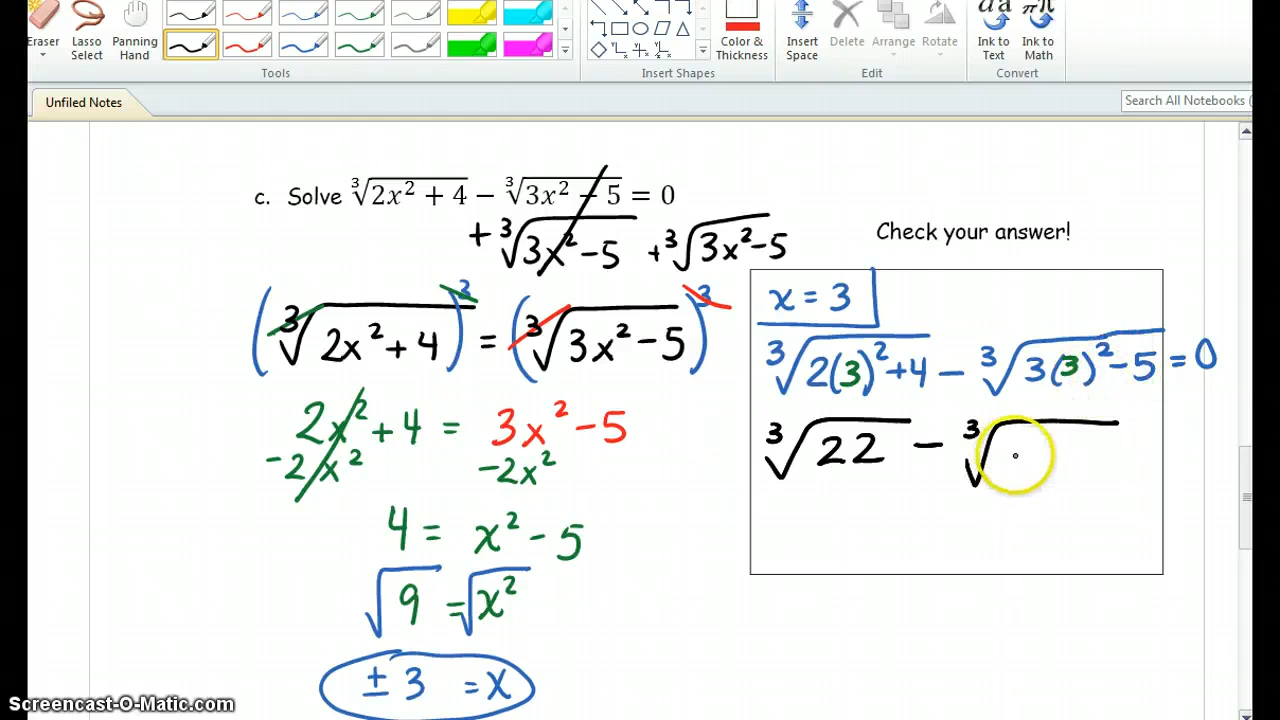 Eraser Lasso Select Panning Hand Color & Thickness Insert Space Delete Arrange Rotate Ink to Text Ink to Math
Tools Insert Shapes Edit Convert
Unfiled Notes
Search All Notebooks (
c. Solve ∛(2x² + 4) − ∛(3x² − 5) = 0
+ ∛(3x² − 5) + ∛(3x² − 5)
Check your answer!
(∛(2x² + 4))³ = (∛(3x² − 5))³
2x² + 4 = 3x² − 5
−2x² −2x²
4 = x² − 5
√9 = √x²
± 3 = x
x = 3
∛(2(3)² + 4) − ∛(3(3)² − 5) = 0
∛22 − ∛
Screencast-O-Matic.com